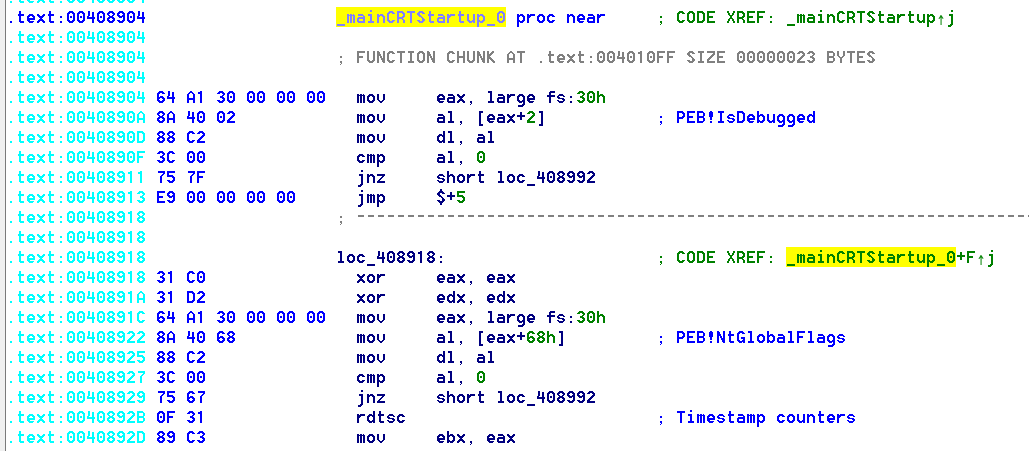 .text:00408904 _mainCRTStartup_0 proc near ; CODE XREF: _mainCRTStartup↑j
.text:00408904
.text:00408904 ; FUNCTION CHUNK AT .text:004010FF SIZE 00000023 BYTES
.text:00408904
.text:00408904 64 A1 30 00 00 00 mov eax, large fs:30h
.text:0040890A 8A 40 02 mov al, [eax+2] ; PEB!IsDebugged
.text:0040890D 88 C2 mov dl, al
.text:0040890F 3C 00 cmp al, 0
.text:00408911 75 7F jnz short loc_408992
.text:00408913 E9 00 00 00 00 jmp $+5
.text:00408918 ; ---------------------------------------------------------------------
.text:00408918
.text:00408918 loc_408918: ; CODE XREF: _mainCRTStartup_0+F↑j
.text:00408918 31 C0 xor eax, eax
.text:0040891A 31 D2 xor edx, edx
.text:0040891C 64 A1 30 00 00 00 mov eax, large fs:30h
.text:00408922 8A 40 68 mov al, [eax+68h] ; PEB!NtGlobalFlags
.text:00408925 88 C2 mov dl, al
.text:00408927 3C 00 cmp al, 0
.text:00408929 75 67 jnz short loc_408992
.text:0040892B 0F 31 rdtsc ; Timestamp counters
.text:0040892D 89 C3 mov ebx, eax